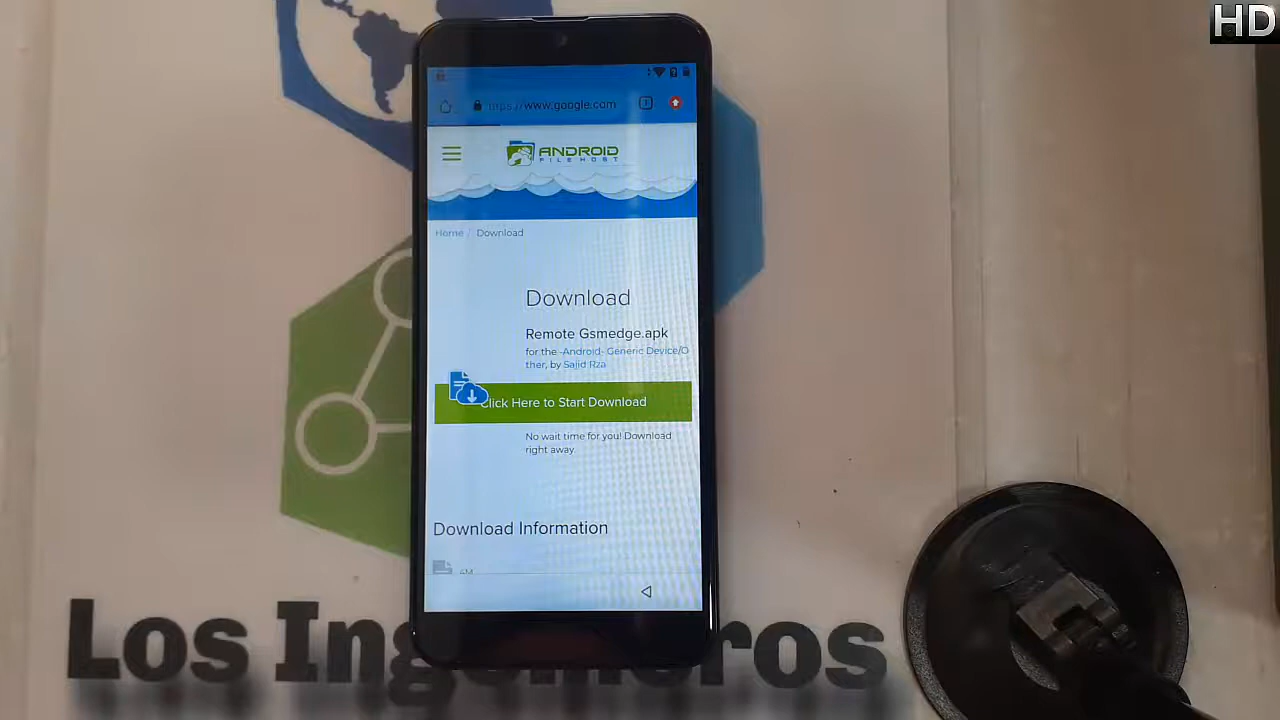 HD
https://www.google.com
ANDROID
FILE HOST
Home / Download
Download
Remote Gsmedge.apk
for the -Android- Generic Device/O
ther, by Sajid Rza
Click Here to Start Download
No wait time for you! Download
right away.
Download Information
Los